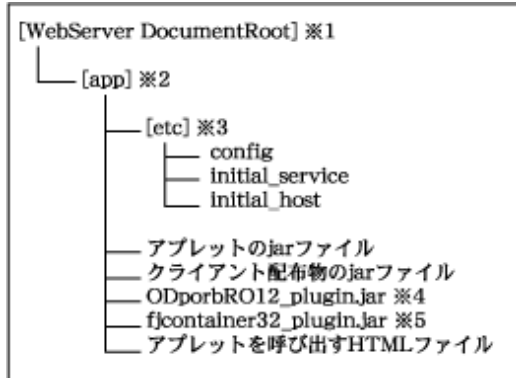 [WebServer DocumentRoot] ※1
[app] ※2
[etc] ※3
config
initial_service
initial_host
アプレットのjarファイル
クライアント配布物のjarファイル
ODporbRO12_plugin.jar ※4
fjcontainer32_plugin.jar ※5
アプレットを呼び出すHTMLファイル